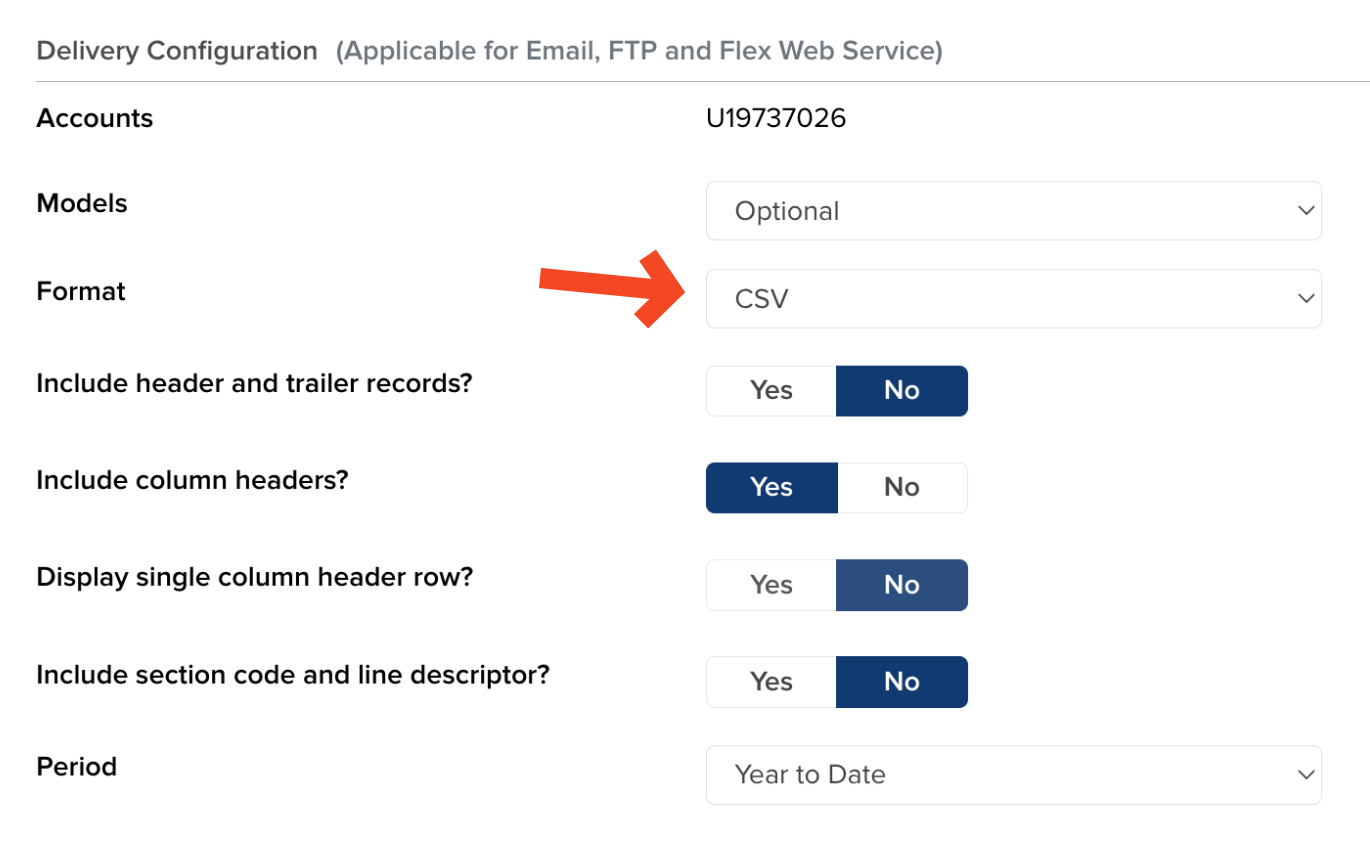 Delivery Configuration (Applicable for Email, FTP and Flex Web Service)
Accounts U19737026
Models Optional
Format CSV
Include header and trailer records? Yes No
Include column headers? Yes No
Display single column header row? Yes No
Include section code and line descriptor? Yes No
Period Year to Date